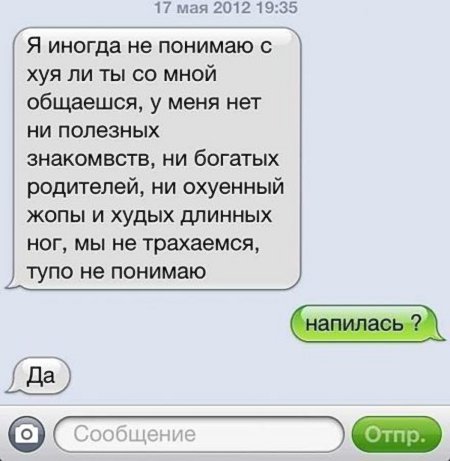 17 мая 2012 19:35
Я иногда не понимаю с
хуя ли ты со мной
общаешся, у меня нет
ни полезных
знакомвств, ни богатых
родителей, ни охуенный
жопы и худых длинных
ног, мы не трахаемся,
тупо не понимаю
напилась ?
Да
Сообщение
Отпр.